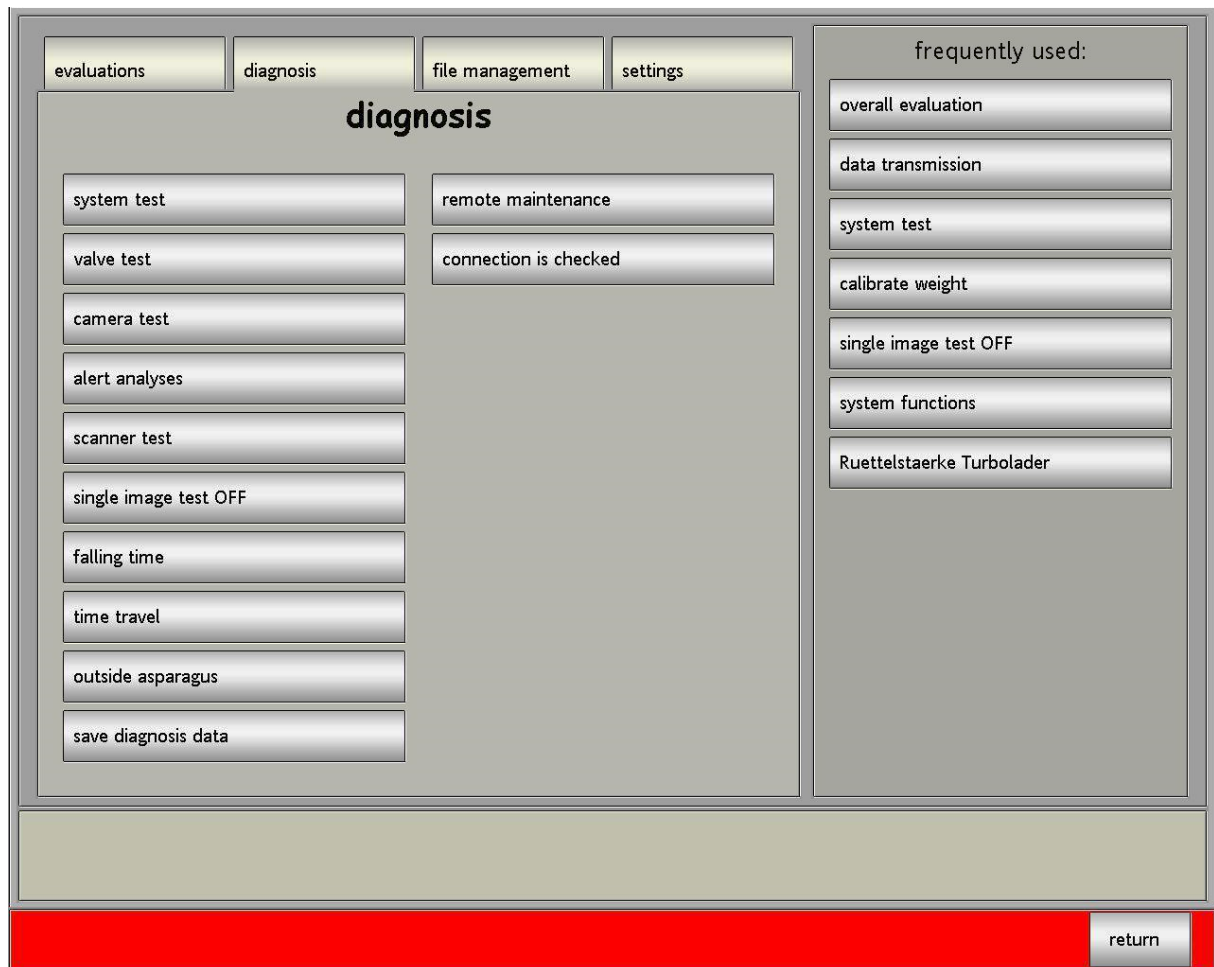 evaluations
diagnosis
file management
settings
diagnosis
system test
valve test
camera test
alert analyses
scanner test
single image test OFF
falling time
time travel
outside asparagus
save diagnosis data
remote maintenance
connection is checked
frequently used:
overall evaluation
data transmission
system test
calibrate weight
single image test OFF
system functions
Ruettelstaerke Turbolader
return